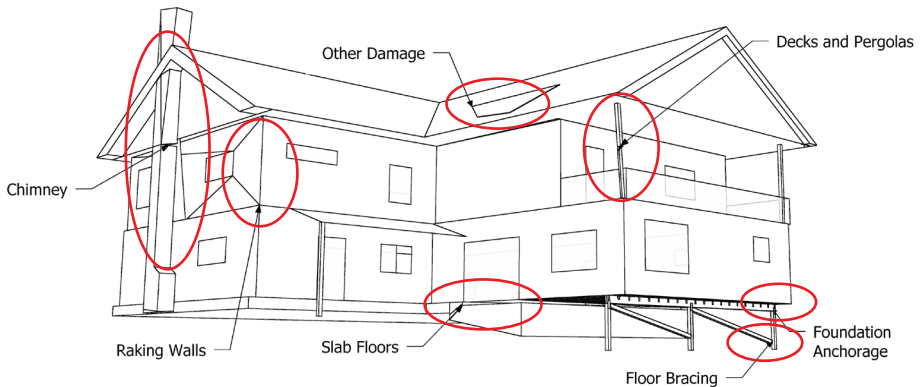 Other Damage
Decks and Pergolas
Chimney
Raking Walls
Slab Floors
Foundation
Anchorage
Floor Bracing